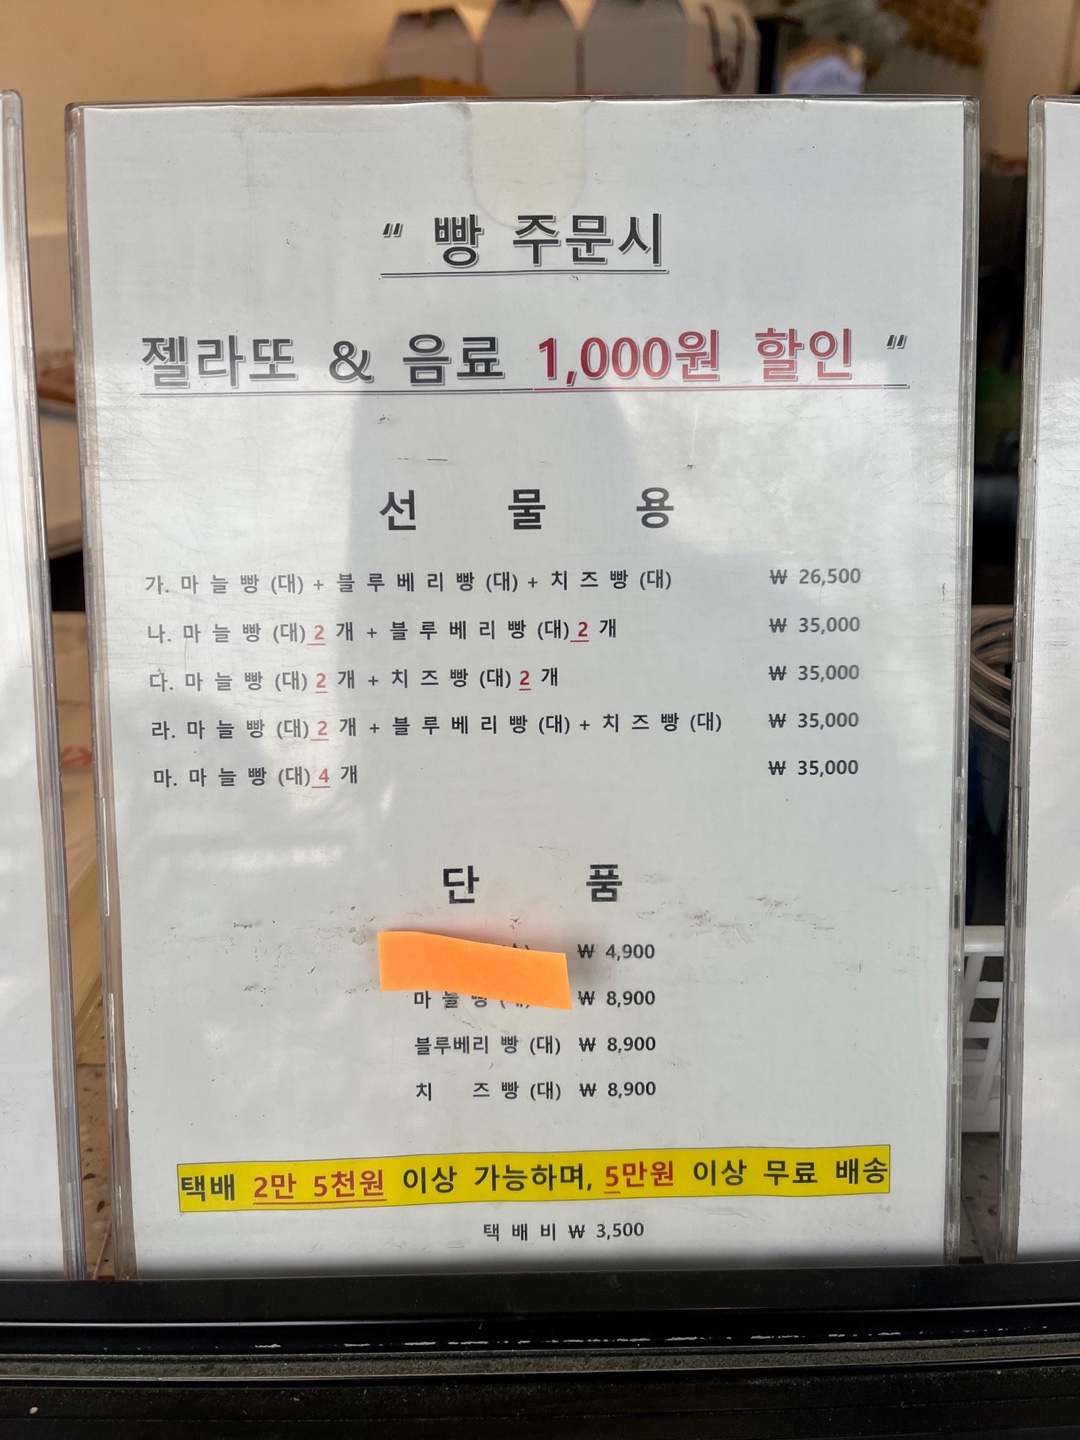 “ 빵 주문시
젤라또 & 음료 1,000원 할인 “
선 물 용
가. 마 늘 빵 (대) + 블 루 베 리 빵 (대) + 치 즈 빵 (대) ₩ 26,500
나. 마 늘 빵 (대) 2 개 + 블 루 베 리 빵 (대) 2 개 ₩ 35,000
다. 마 늘 빵 (대) 2 개 + 치 즈 빵 (대) 2 개 ₩ 35,000
라. 마 늘 빵 (대) 2 개 + 블 루 베 리 빵 (대) + 치 즈 빵 (대) ₩ 35,000
마. 마 늘 빵 (대) 4 개 ₩ 35,000
단 품
₩ 4,900
마 늘 빵 ₩ 8,900
블루베리 빵 (대) ₩ 8,900
치 즈 빵 (대) ₩ 8,900
택배 2만 5천원 이상 가능하며, 5만원 이상 무료 배송
택 배 비 ₩ 3,500